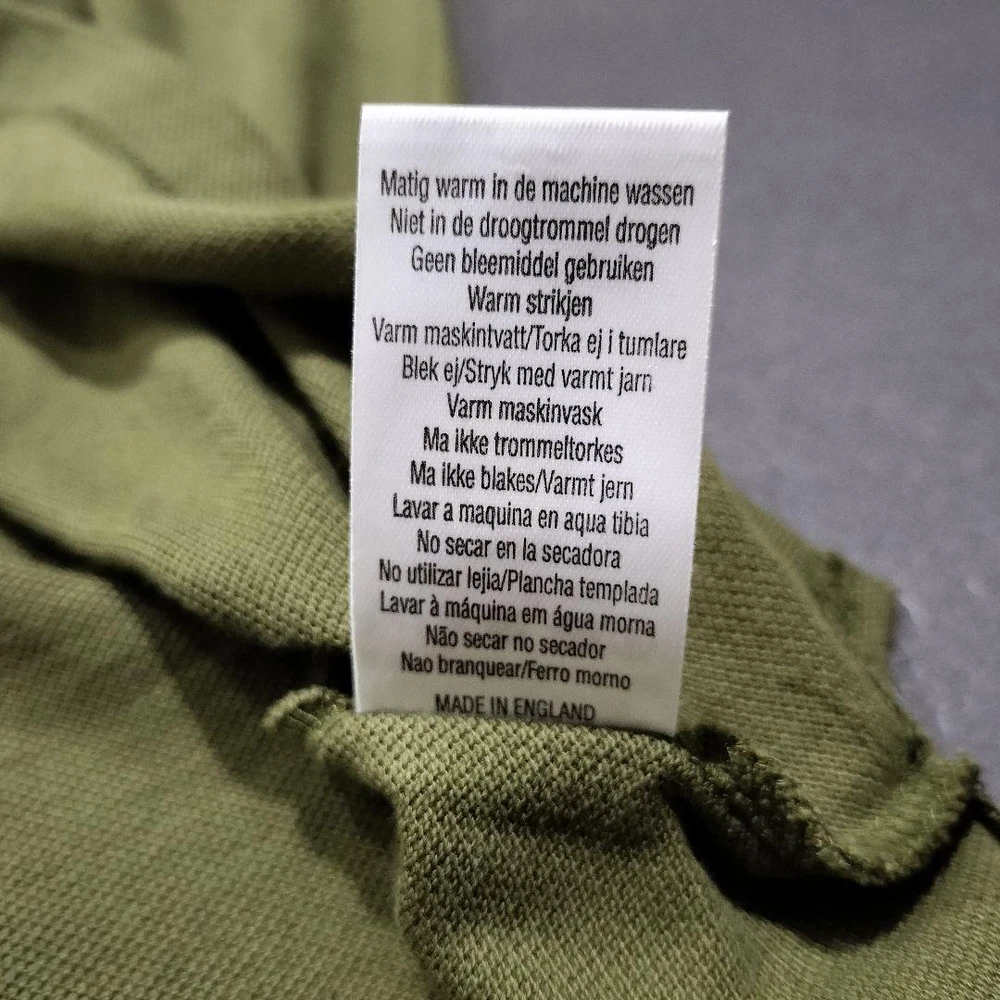 Matig warm in de machine wassen
Niet in de droogtrommel drogen
Geen bleemiddel gebruiken
Warm strikjen
Varm maskintvatt/Torka ej i tumlare
Blek ej/Stryk med varmt jarn
Varm maskinvask
Ma ikke trommeltorkes
Ma ikke blakes/Varmt jern
Lavar a maquina en aqua tibia
No secar en la secadora
No utilizar lejia/Plancha templada
Lavar à máquina em água morna
Não secar no secador
Nao branquear/Ferro morno
MADE IN ENGLAND